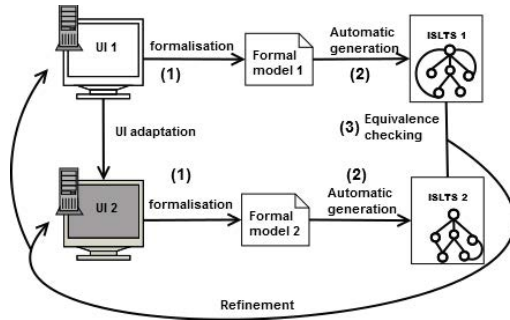 UI 1
formalisation
(1)
Formal
model 1
Automatic
generation
(2)
ISLTS 1
UI adaptation
(3) Equivalence
checking
UI 2
(1)
formalisation
Formal
model 2
(2)
Automatic
generation
ISLTS 2
Refinement